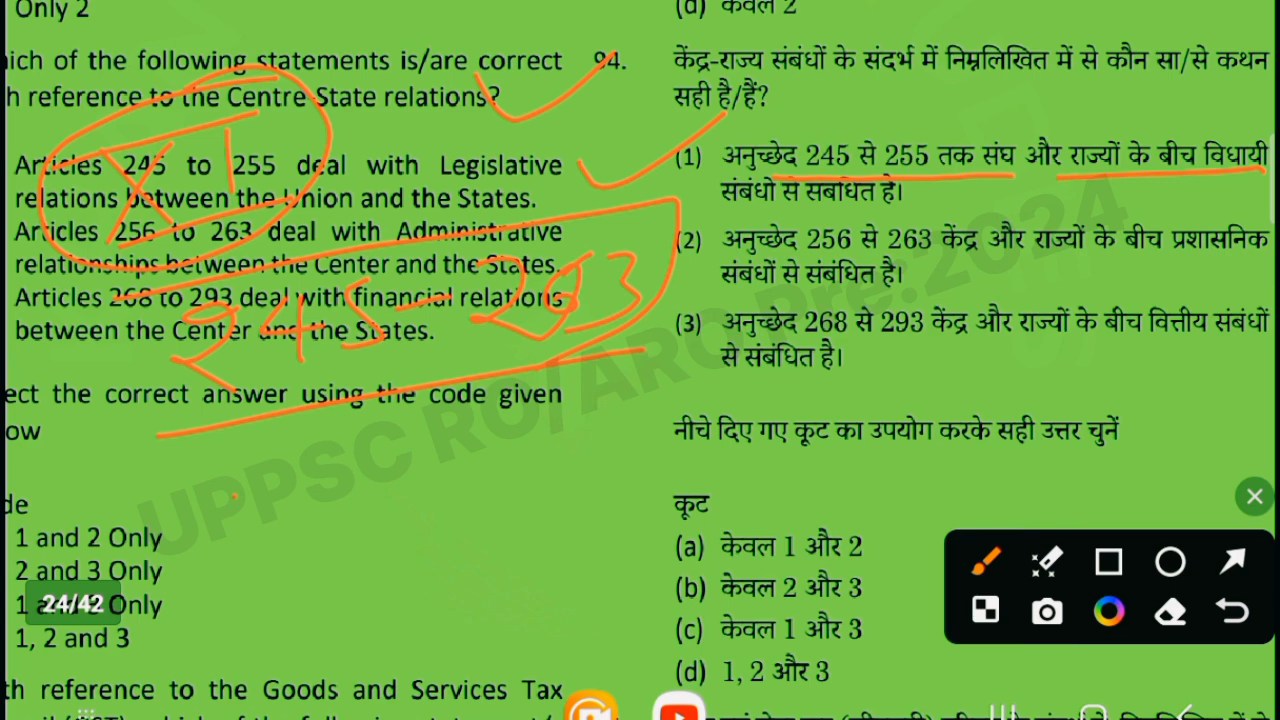 Only 2
hich of the following statements is/are correct
h reference to the Centre-State relations?
Articles 245 to 255 deal with Legislative
relations between the Union and the States.
Articles 256 to 263 deal with Administrative
relationships between the Center and the States.
Articles 268 to 293 deal with financial relations
between the Center and the States.
ect the correct answer using the code given
ow
de
1 and 2 Only
2 and 3 Only
Only
1, 2 and 3
th reference to the Goods and Services Tax
XI
245 - 293
(d) केवल 2
94. केंद्र-राज्य संबंधों के संदर्भ में निम्नलिखित में से कौन सा/से कथन
सही है/हैं?
(1) अनुच्छेद 245 से 255 तक संघ और राज्यों के बीच विधायी
संबंधो से सबंधित है।
(2) अनुच्छेद 256 से 263 केंद्र और राज्यों के बीच प्रशासनिक
संबंधों से संबंधित है।
(3) अनुच्छेद 268 से 293 केंद्र और राज्यों के बीच वित्तीय संबंधों
से संबंधित है।
नीचे दिए गए कूट का उपयोग करके सही उत्तर चुनें
कूट
(a) केवल 1 और 2
(b) केवल 2 और 3
(c) केवल 1 और 3
(d) 1, 2 और 3
24/42
UPPSC RO/ARO Pre:2024